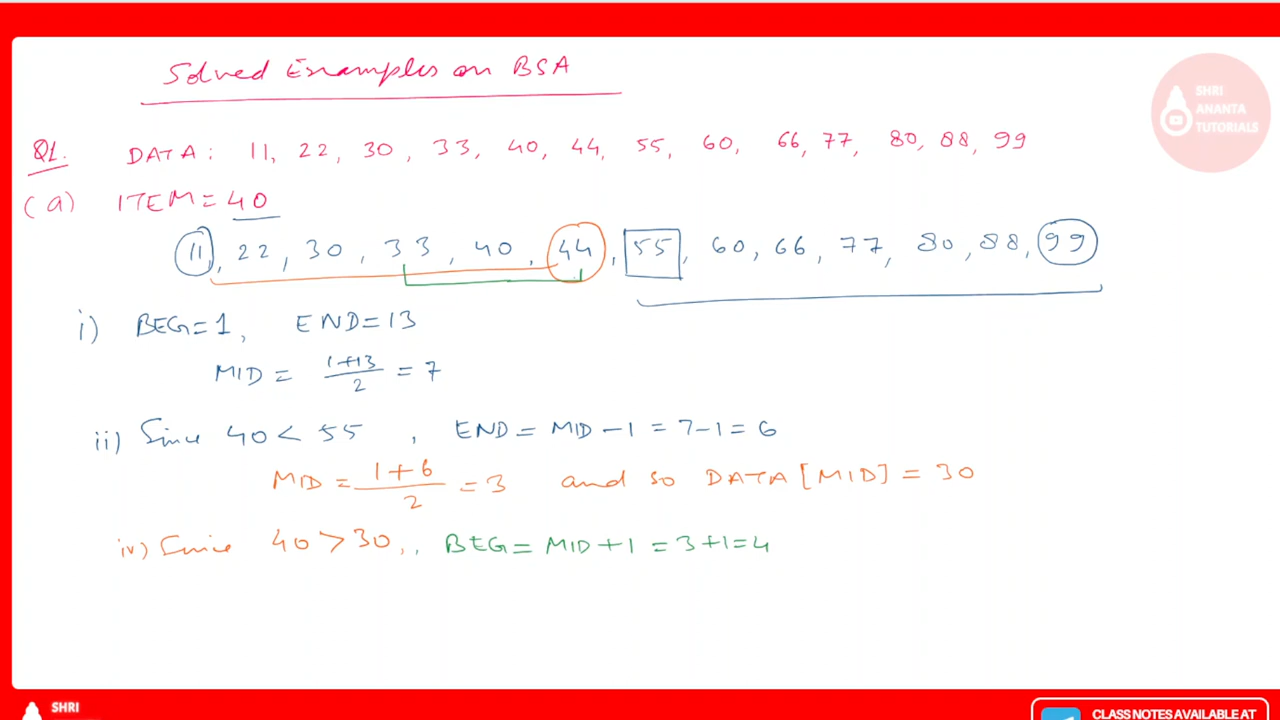 Solved Examples on BSA
SHRI
ANANTA
TUTORIALS
Q1. DATA: 11, 22, 30, 33, 40, 44, 55, 60, 66, 77, 80, 88, 99
(a) ITEM = 40
11, 22, 30, 33, 40, 44, 55, 60, 66, 77, 80, 88, 99
i) BEG = 1, END = 13
MID = (1+13)/2 = 7
ii) Since 40 < 55, END = MID - 1 = 7 - 1 = 6
MID = (1+6)/2 = 3 and so DATA [MID] = 30
iv) Since 40 > 30,, BEG = MID + 1 = 3 + 1 = 4
SHRI
CLASS NOTES AVAILABLE AT